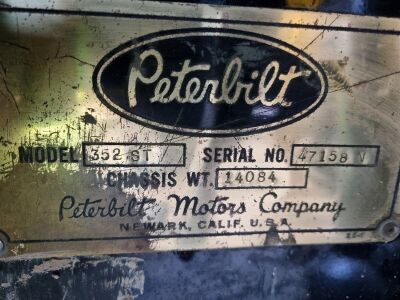 Peterbilt
MODEL 352 ST SERIAL NO. 47158 N
CHASSIS WT. 14084
Peterbilt Motors Company
NEWARK, CALIF. U.S.A.